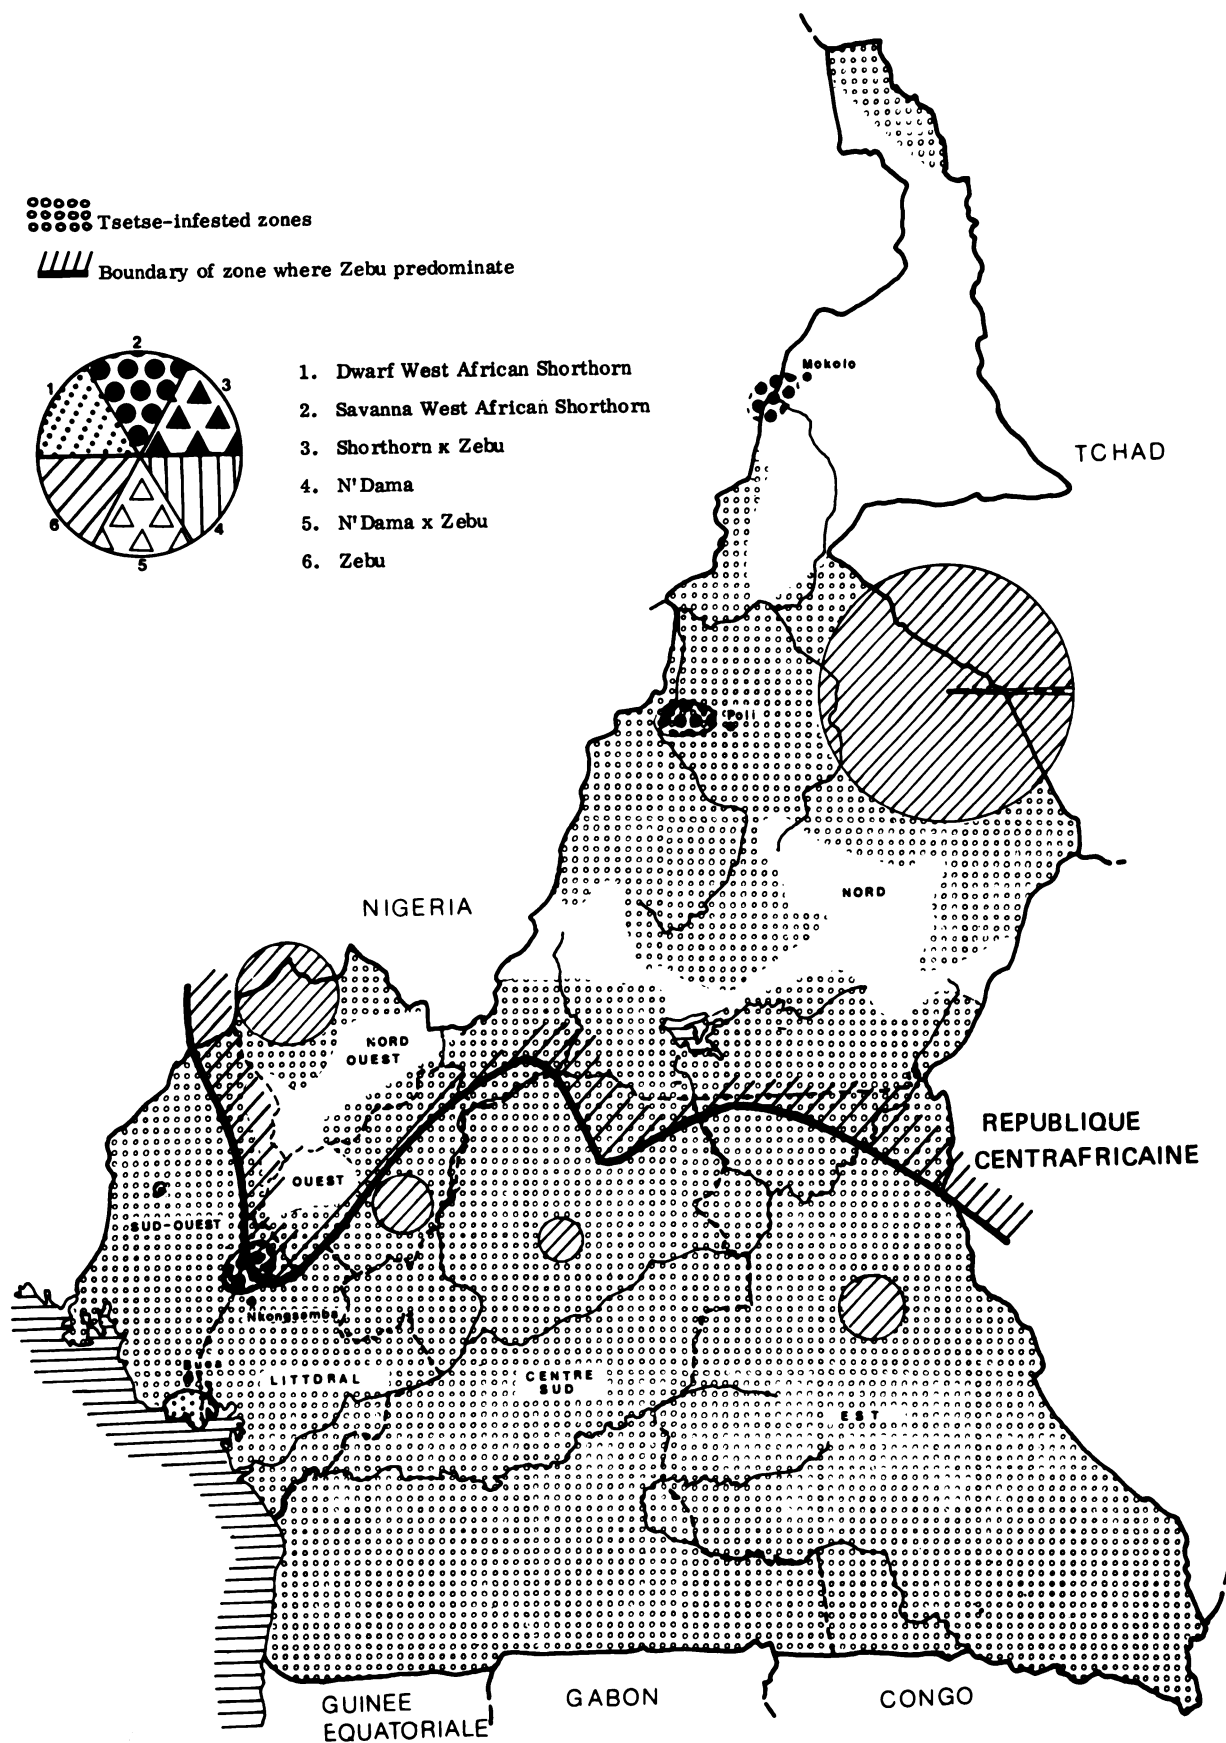 Tsetse-infested zones
Boundary of zone where Zebu predominate
2
1
3
6
4
5
1. Dwarf West African Shorthorn
2. Savanna West African Shorthorn
3. Shorthorn x Zebu
4. N'Dama
5. N'Dama x Zebu
6. Zebu
Mokolo
TCHAD
Poli
NORD
NIGERIA
NORD
OUEST
REPUBLIQUE
CENTRAFRICAINE
OUEST
SUD-OUEST
Nkongsamba
Buea
LITTORAL
CENTRE
SUD
EST
GUINEE
EQUATORIALE
GABON
CONGO